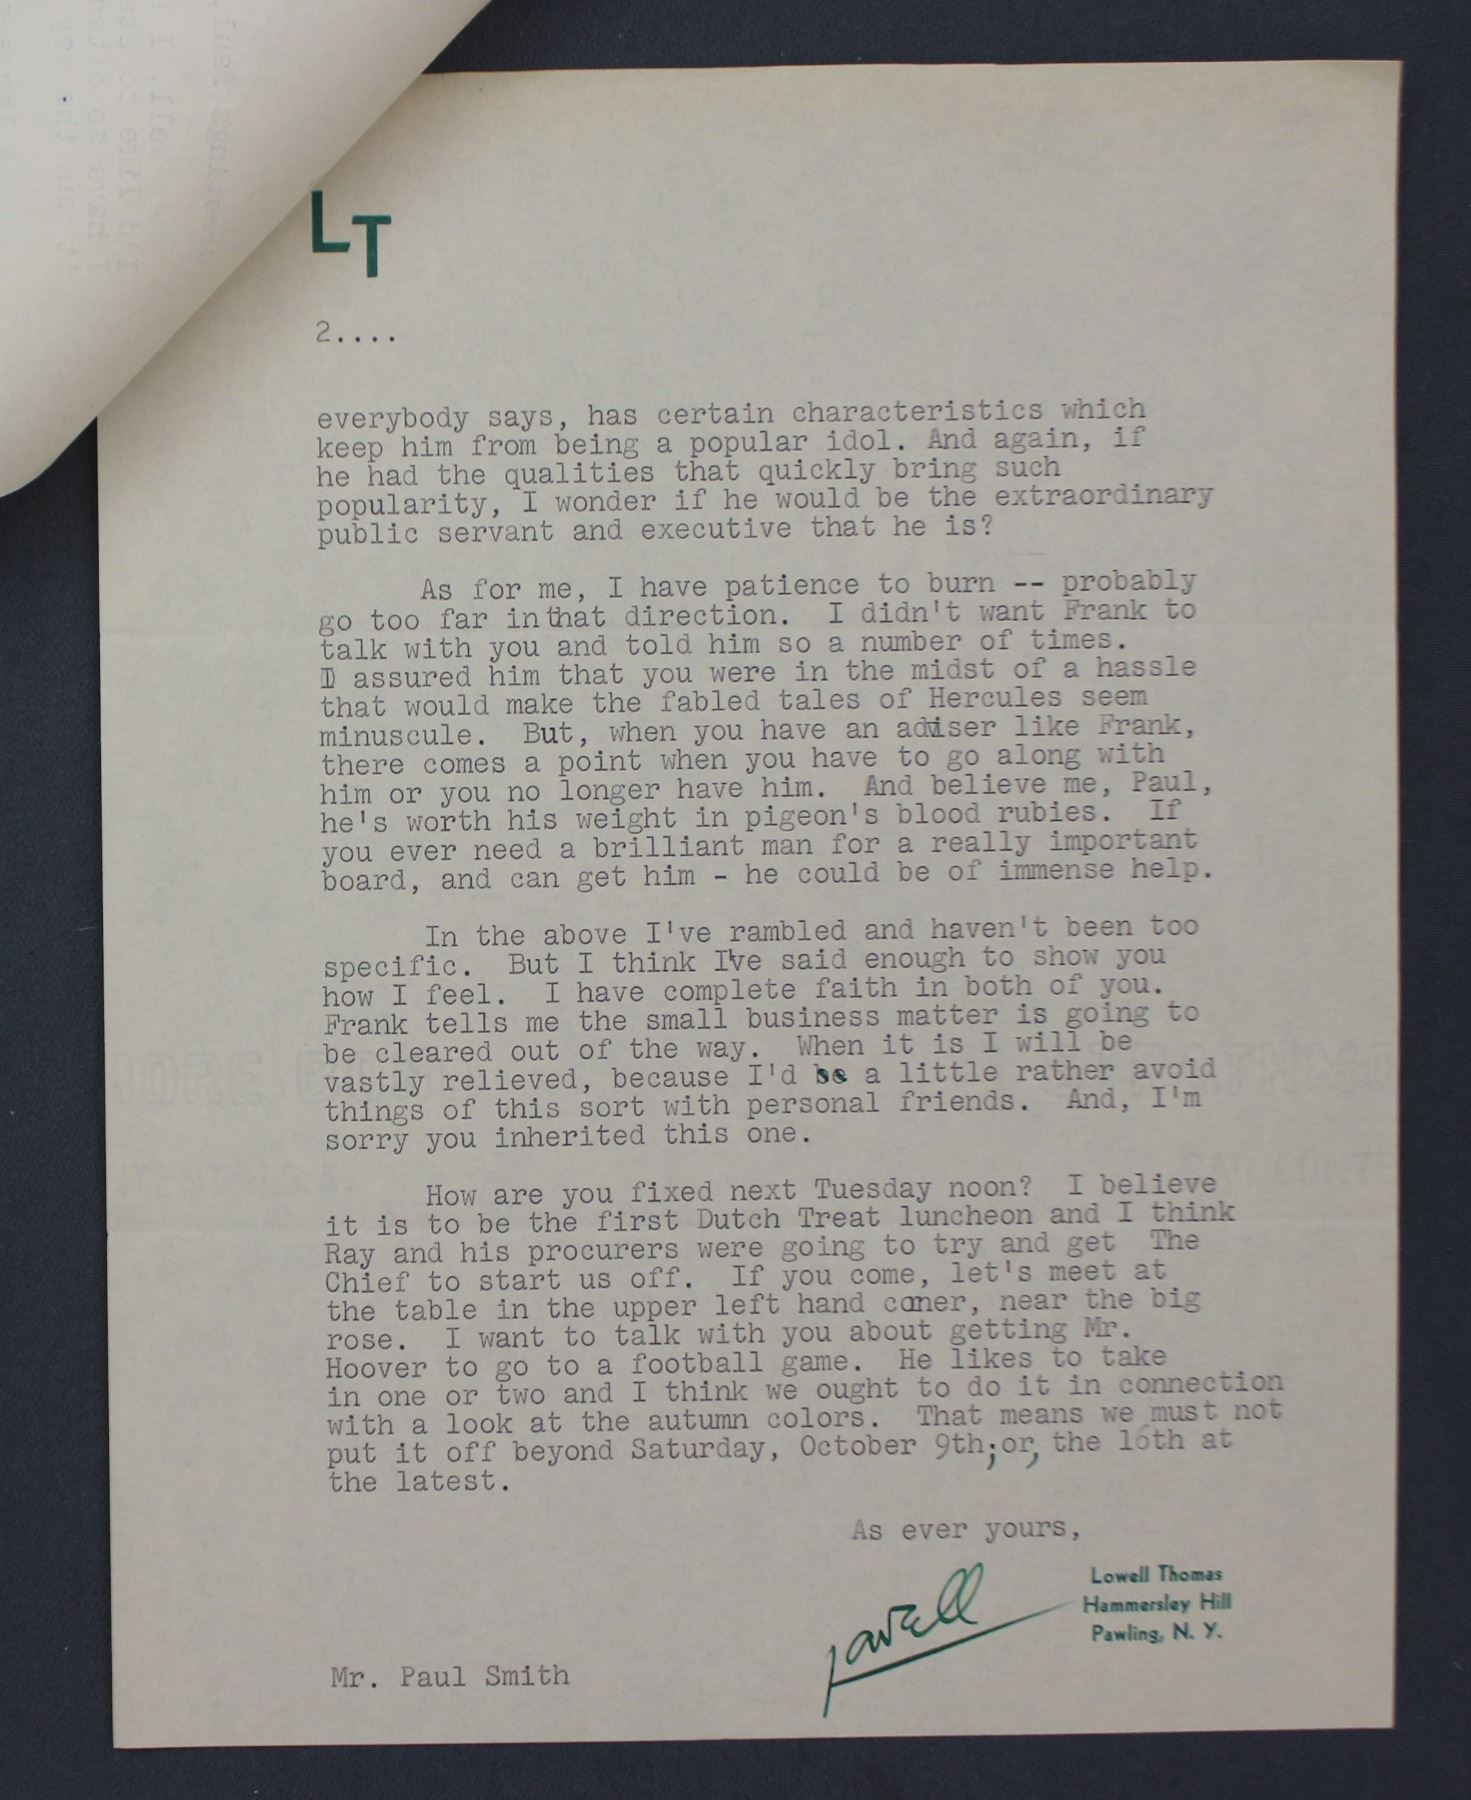 LT
2....
everybody says, has certain characteristics which
keep him from being a popular idol. And again, if
he had the qualities that quickly bring such
popularity, I wonder if he would be the extraordinary
public servant and executive that he is?
As for me, I have patience to burn -- probably
go too far in that direction. I didn't want Frank to
talk with you and told him so a number of times.
I assured him that you were in the midst of a hassle
that would make the fabled tales of Hercules seem
minuscule. But, when you have an adviser like Frank,
there comes a point when you have to go along with
him or you no longer have him. And believe me, Paul,
he's worth his weight in pigeon's blood rubies. If
you ever need a brilliant man for a really important
board, and can get him - he could be of immense help.
In the above I've rambled and haven't been too
specific. But I think I've said enough to show you
how I feel. I have complete faith in both of you.
Frank tells me the small business matter is going to
be cleared out of the way. When it is I will be
vastly relieved, because I'd be a little rather avoid
things of this sort with personal friends. And, I'm
sorry you inherited this one.
How are you fixed next Tuesday noon? I believe
it is to be the first Dutch Treat luncheon and I think
Ray and his procurers were going to try and get The
Chief to start us off. If you come, let's meet at
the table in the upper left hand corner, near the big
rose. I want to talk with you about getting Mr.
Hoover to go to a football game. He likes to take
in one or two and I think we ought to do it in connection
with a look at the autumn colors. That means we must not
put it off beyond Saturday, October 9th; or, the 16th at
the latest.
As ever yours,
Lowell
Lowell Thomas
Hammersley Hill
Pawling, N. Y.
Mr. Paul Smith